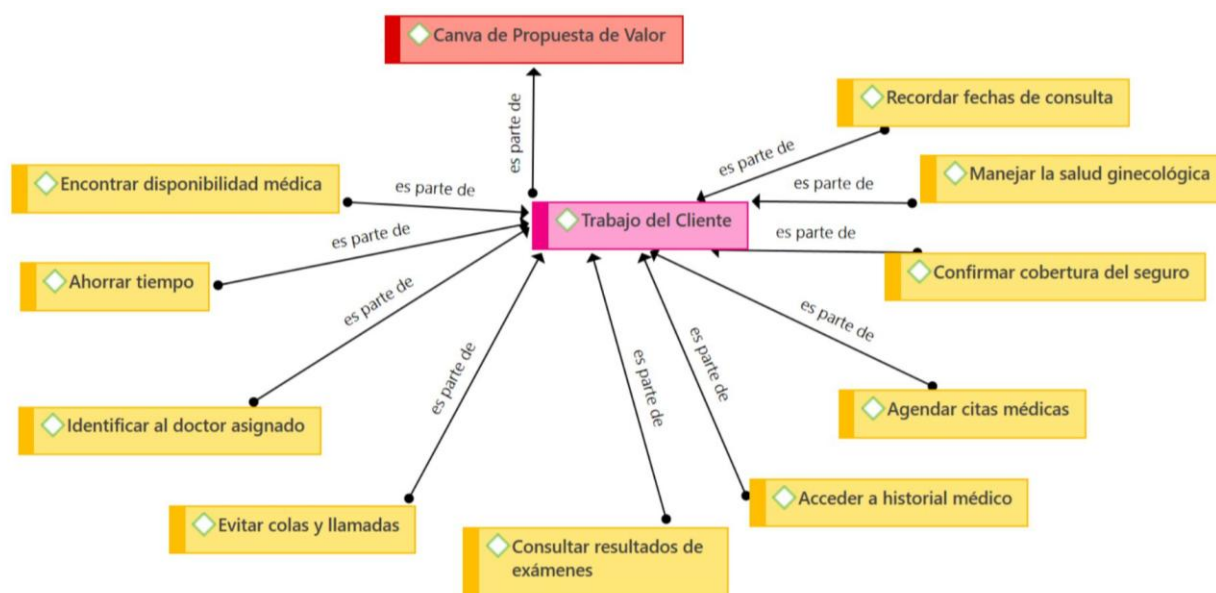 Canva de Propuesta de Valor
es parte de
Recordar fechas de consulta
es parte de
Encontrar disponibilidad médica
es parte de
Manejar la salud ginecológica
es parte de
Trabajo del Cliente
es parte de
Ahorrar tiempo
es parte de
Confirmar cobertura del seguro
es parte de
Identificar al doctor asignado
es parte de
Agendar citas médicas
es parte de
Evitar colas y llamadas
es parte de
Consultar resultados de
exámenes
es parte de
Acceder a historial médico
es parte de